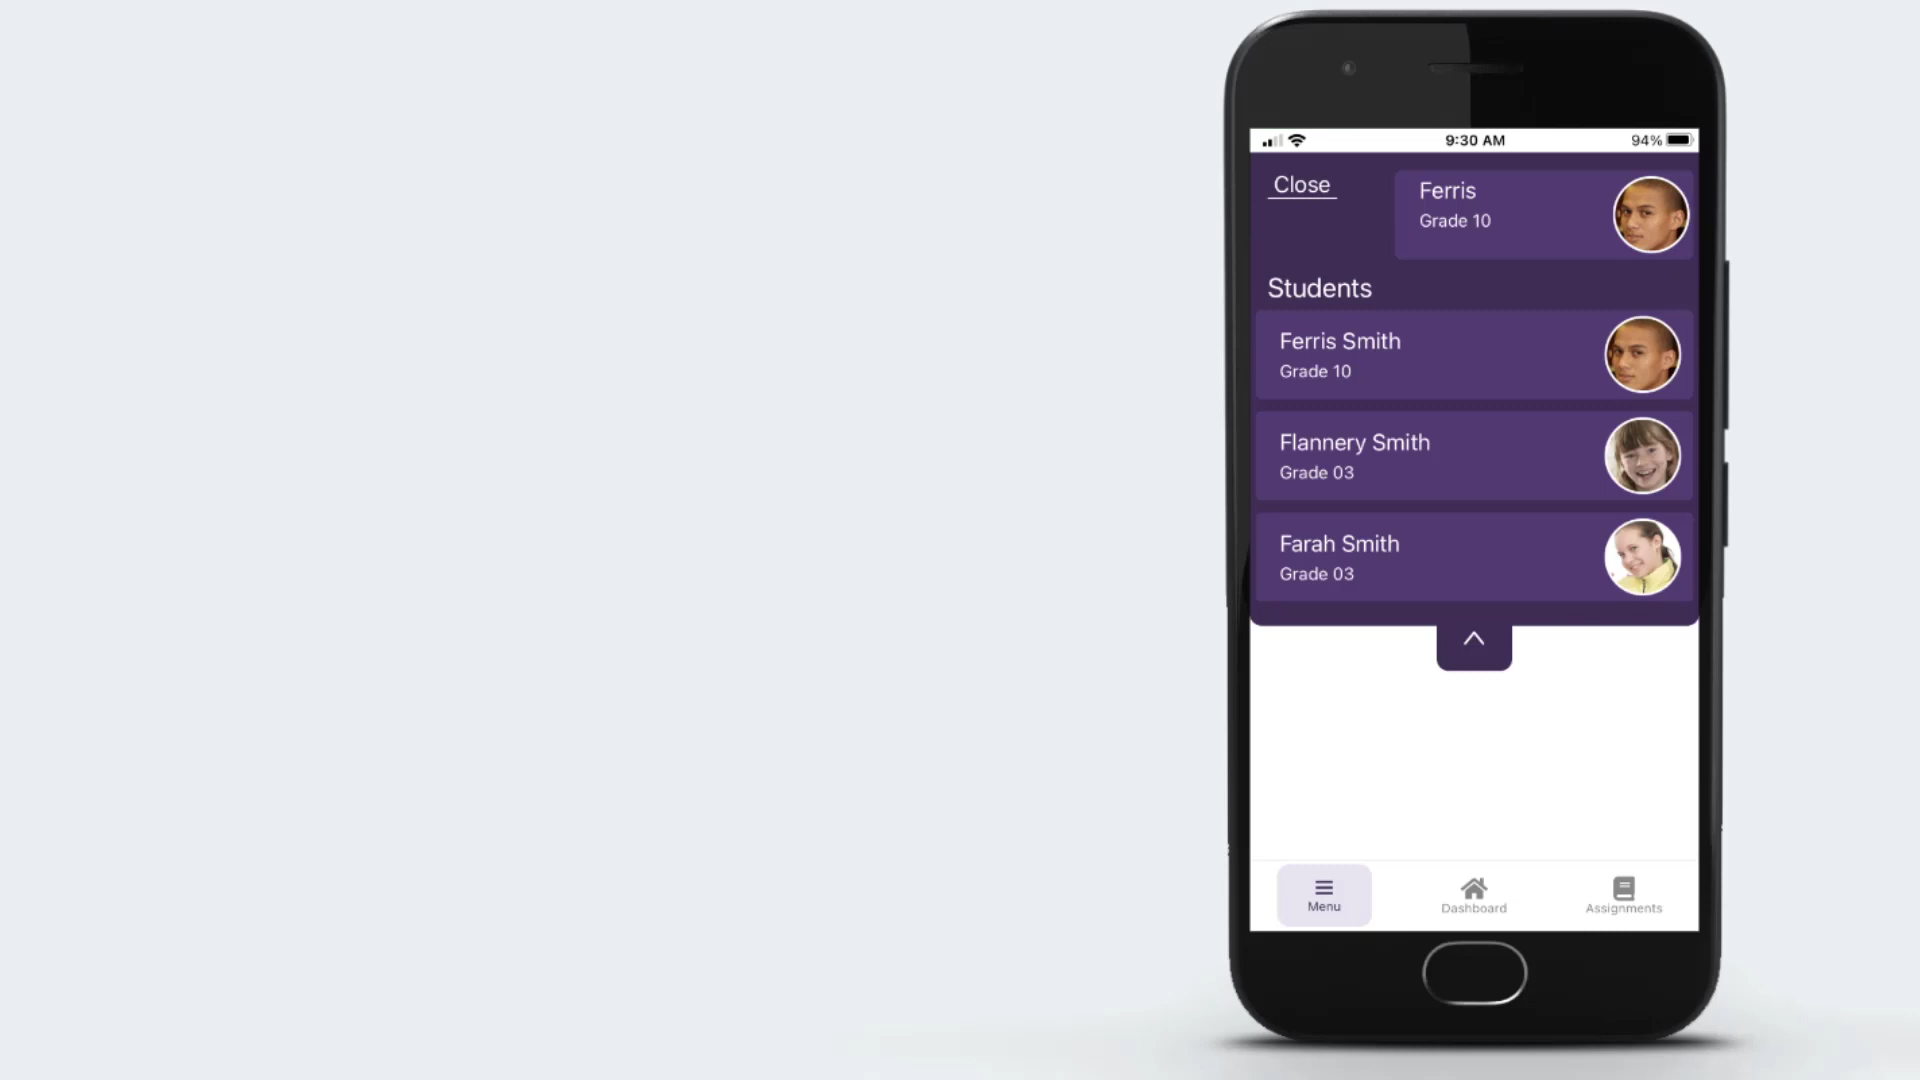 9:30 AM
94%
Close
Ferris
Grade 10
Students
Ferris Smith
Grade 10
Flannery Smith
Grade 03
Farah Smith
Grade 03
Menu
Dashboard
Assignments